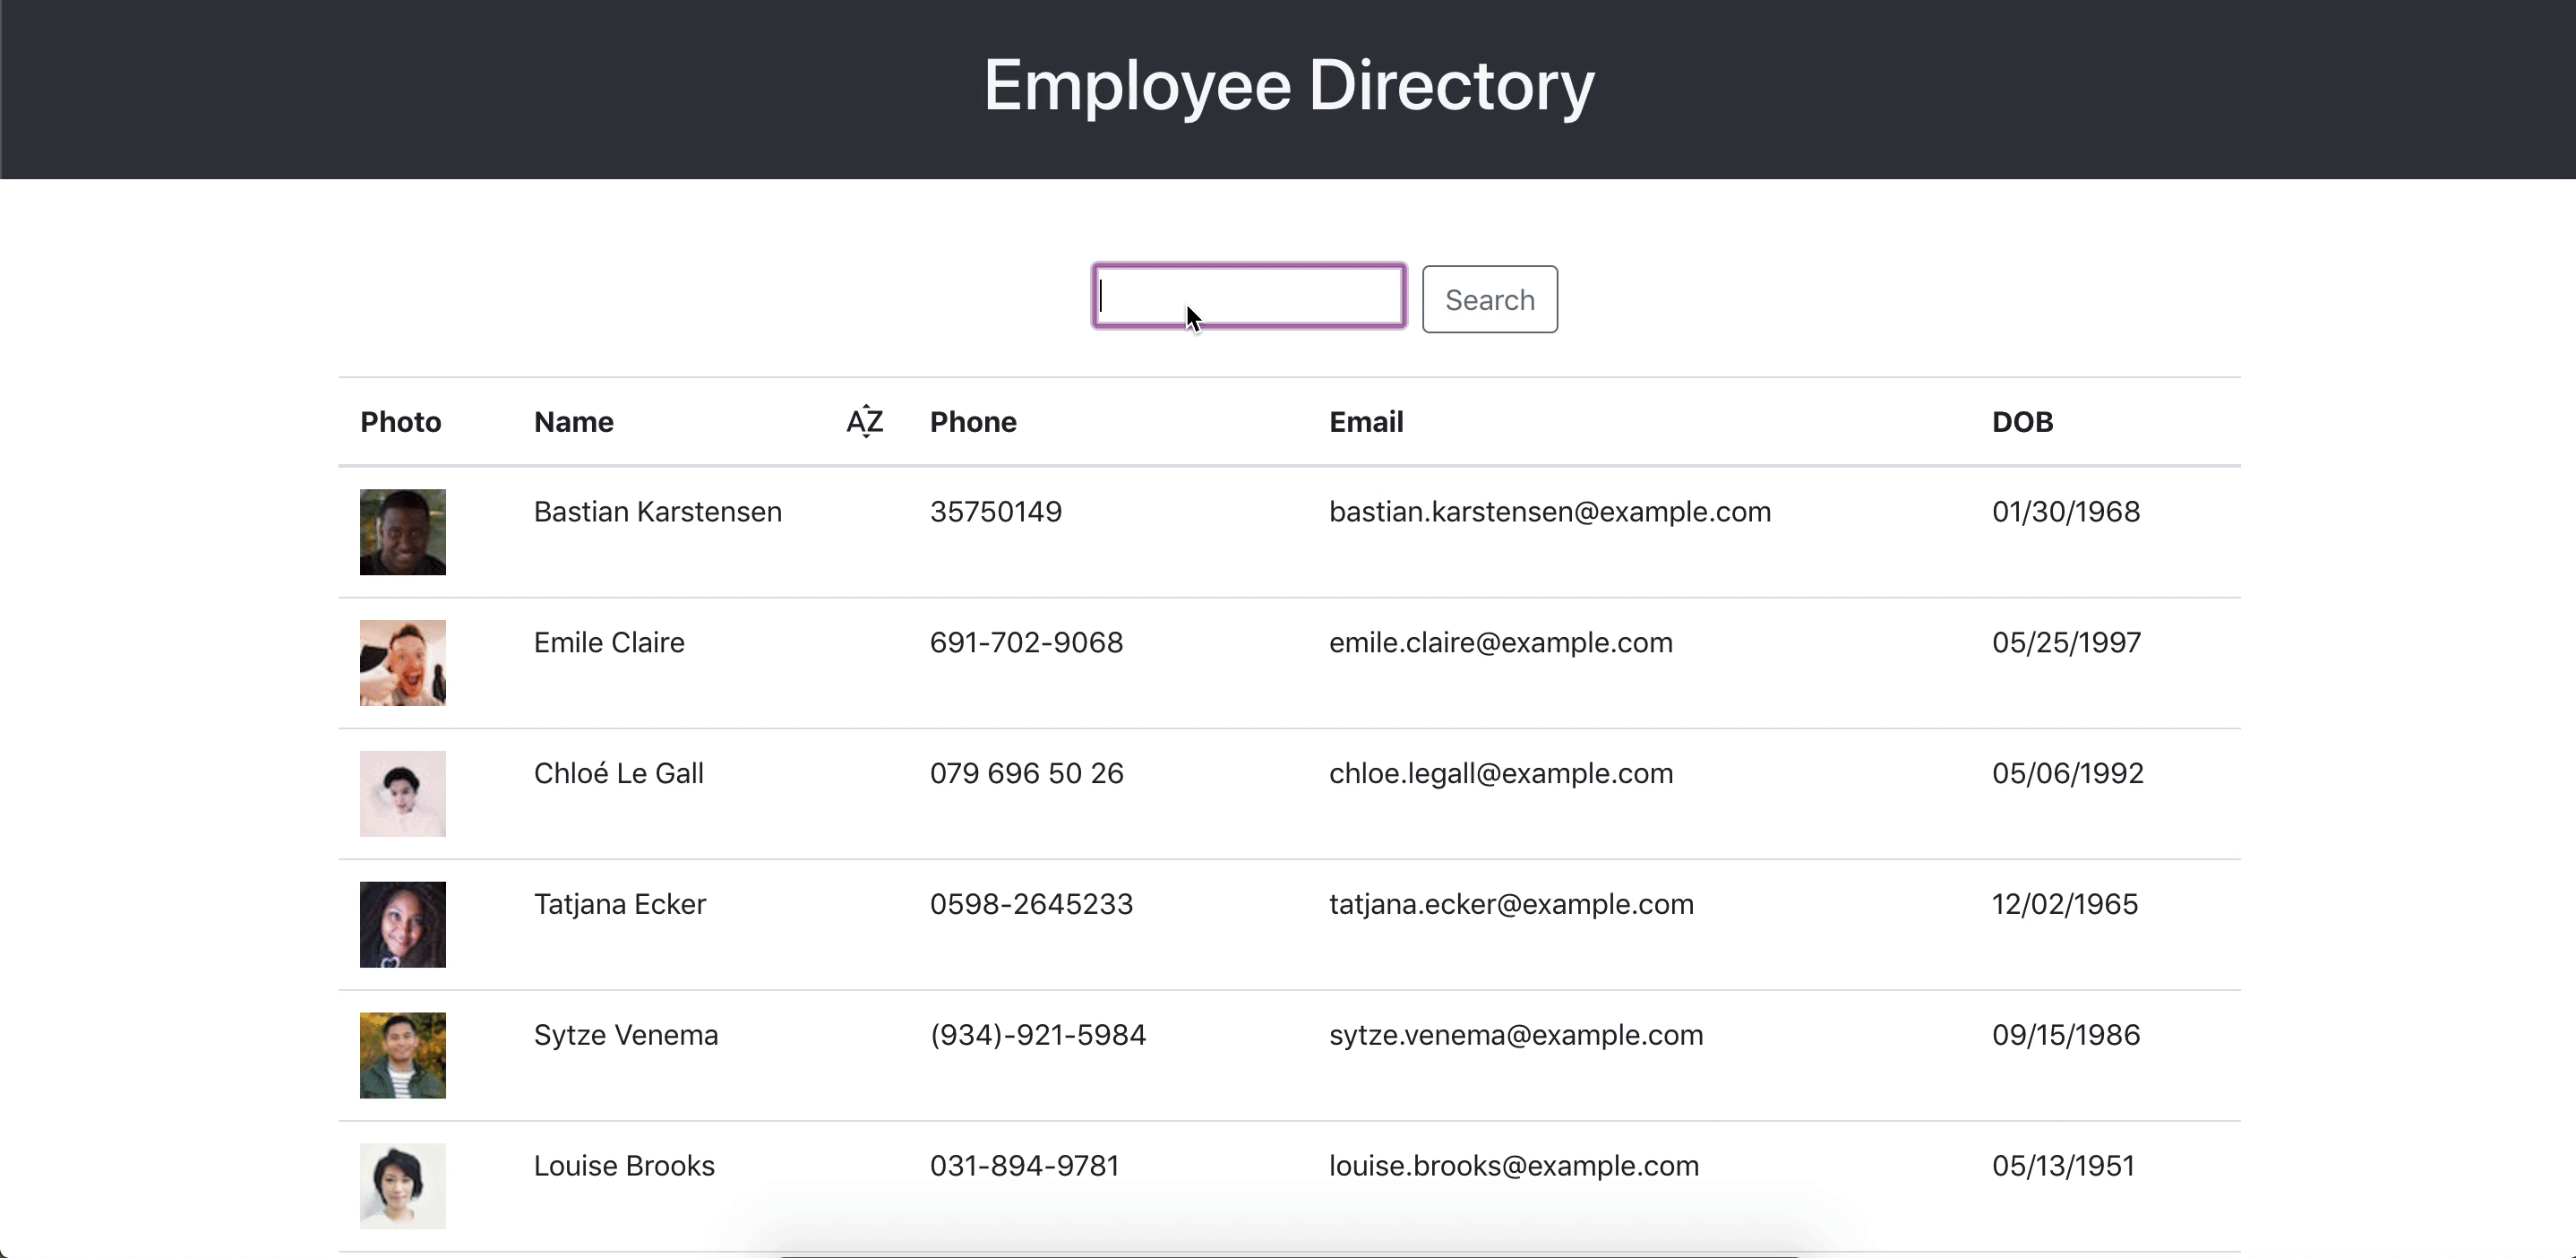 Employee Directory
Search
Photo Name AZ Phone Email DOB
Bastian Karstensen 35750149 bastian.karstensen@example.com 01/30/1968
Emile Claire 691-702-9068 emile.claire@example.com 05/25/1997
Chloé Le Gall 079 696 50 26 chloe.legall@example.com 05/06/1992
Tatjana Ecker 0598-2645233 tatjana.ecker@example.com 12/02/1965
Sytze Venema (934)-921-5984 sytze.venema@example.com 09/15/1986
Louise Brooks 031-894-9781 louise.brooks@example.com 05/13/1951